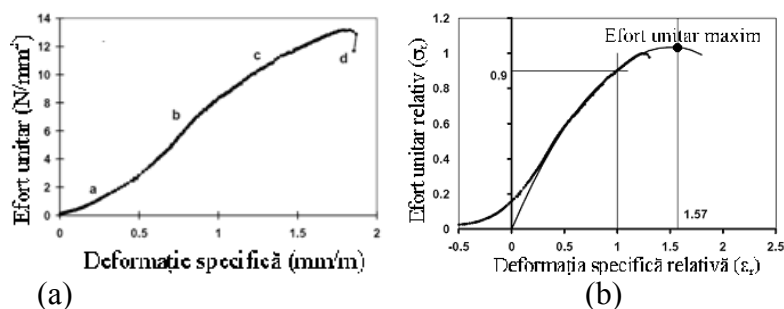 14
12
10
8
6
4
2
0
0
0.5
1
1.5
2
a
b
c
d
Efort unitar (N/mm²)
Deformație specifică (mm/m)
(a)
1.2
1
0.8
0.6
0.4
0.2
0
-0.5
0
0.5
1
1.5
2
2.5
Efort unitar maxim
0.9
1.57
Efort unitar relativ (σr)
Deformația specifică relativă (εr)
(b)